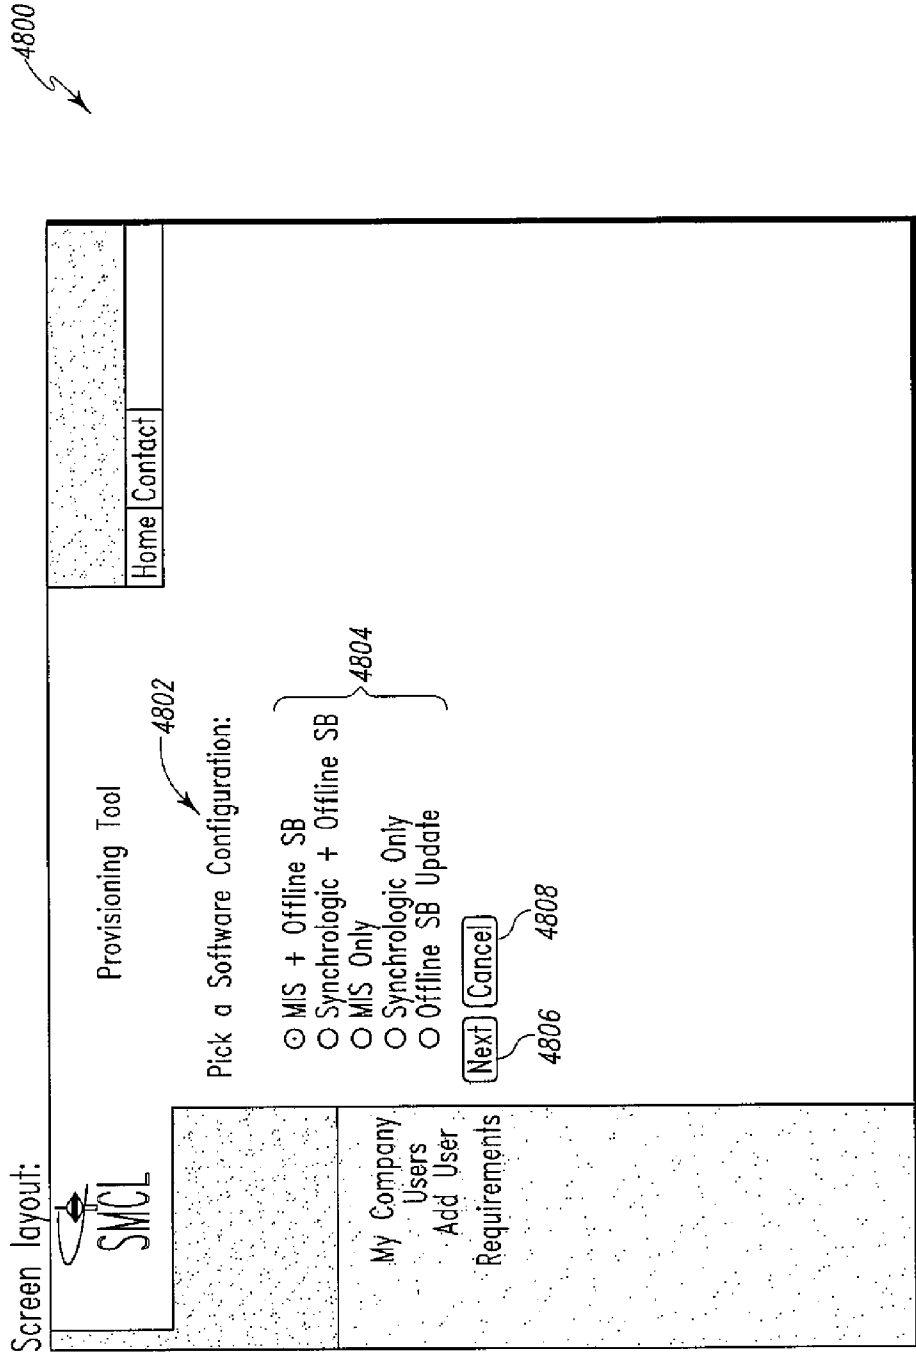 4800
Screen layout:
SMCL
Provisioning Tool
Home Contact
4802
Pick a Software Configuration:
MIS + Offline SB
Synchrologic + Offline SB
MIS Only
Synchrologic Only
Offline SB Update
4804
Next Cancel
4806
4808
My Company
Users
Add User
Requirements